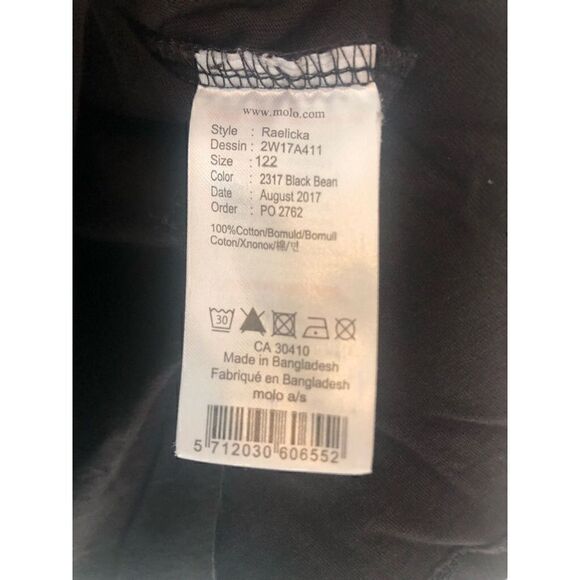 www.molo.com
Style : Raelicka
Dessin : 2W17A411
Size : 122
Color : 2317 Black Bean
Date : August 2017
Order : PO 2762
100%Cotton/Bomuld/Bomull
Coton/Хлопок/棉/면
30
CA 30410
Made in Bangladesh
Fabriqué en Bangladesh
molo a/s
5 712030 606552